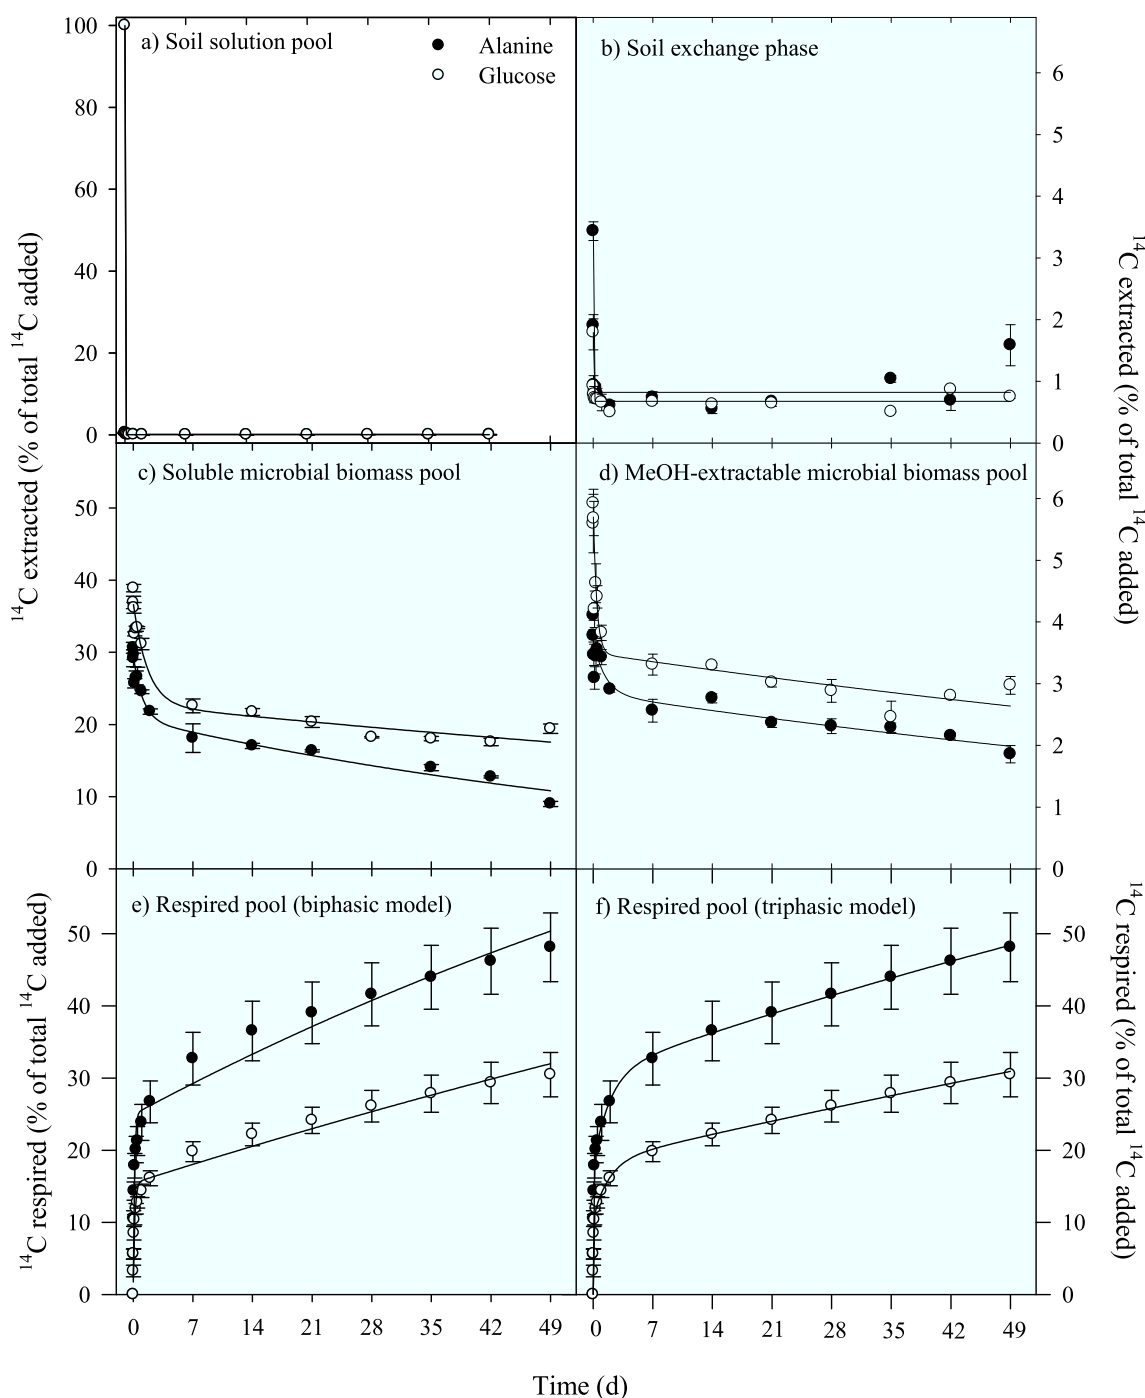 a) Soil solution pool
Alanine
Glucose
100
80
60
40
20
0
b) Soil exchange phase
6
5
4
3
2
1
0
¹⁴C extracted (% of total ¹⁴C added)
¹⁴C extracted (% of total ¹⁴C added)
c) Soluble microbial biomass pool
50
40
30
20
10
0
d) MeOH-extractable microbial biomass pool
6
5
4
3
2
1
0
e) Respired pool (biphasic model)
50
40
30
20
10
0
f) Respired pool (triphasic model)
50
40
30
20
10
0
¹⁴C respired (% of total ¹⁴C added)
¹⁴C respired (% of total ¹⁴C added)
0 7 14 21 28 35 42 49
0 7 14 21 28 35 42 49
Time (d)